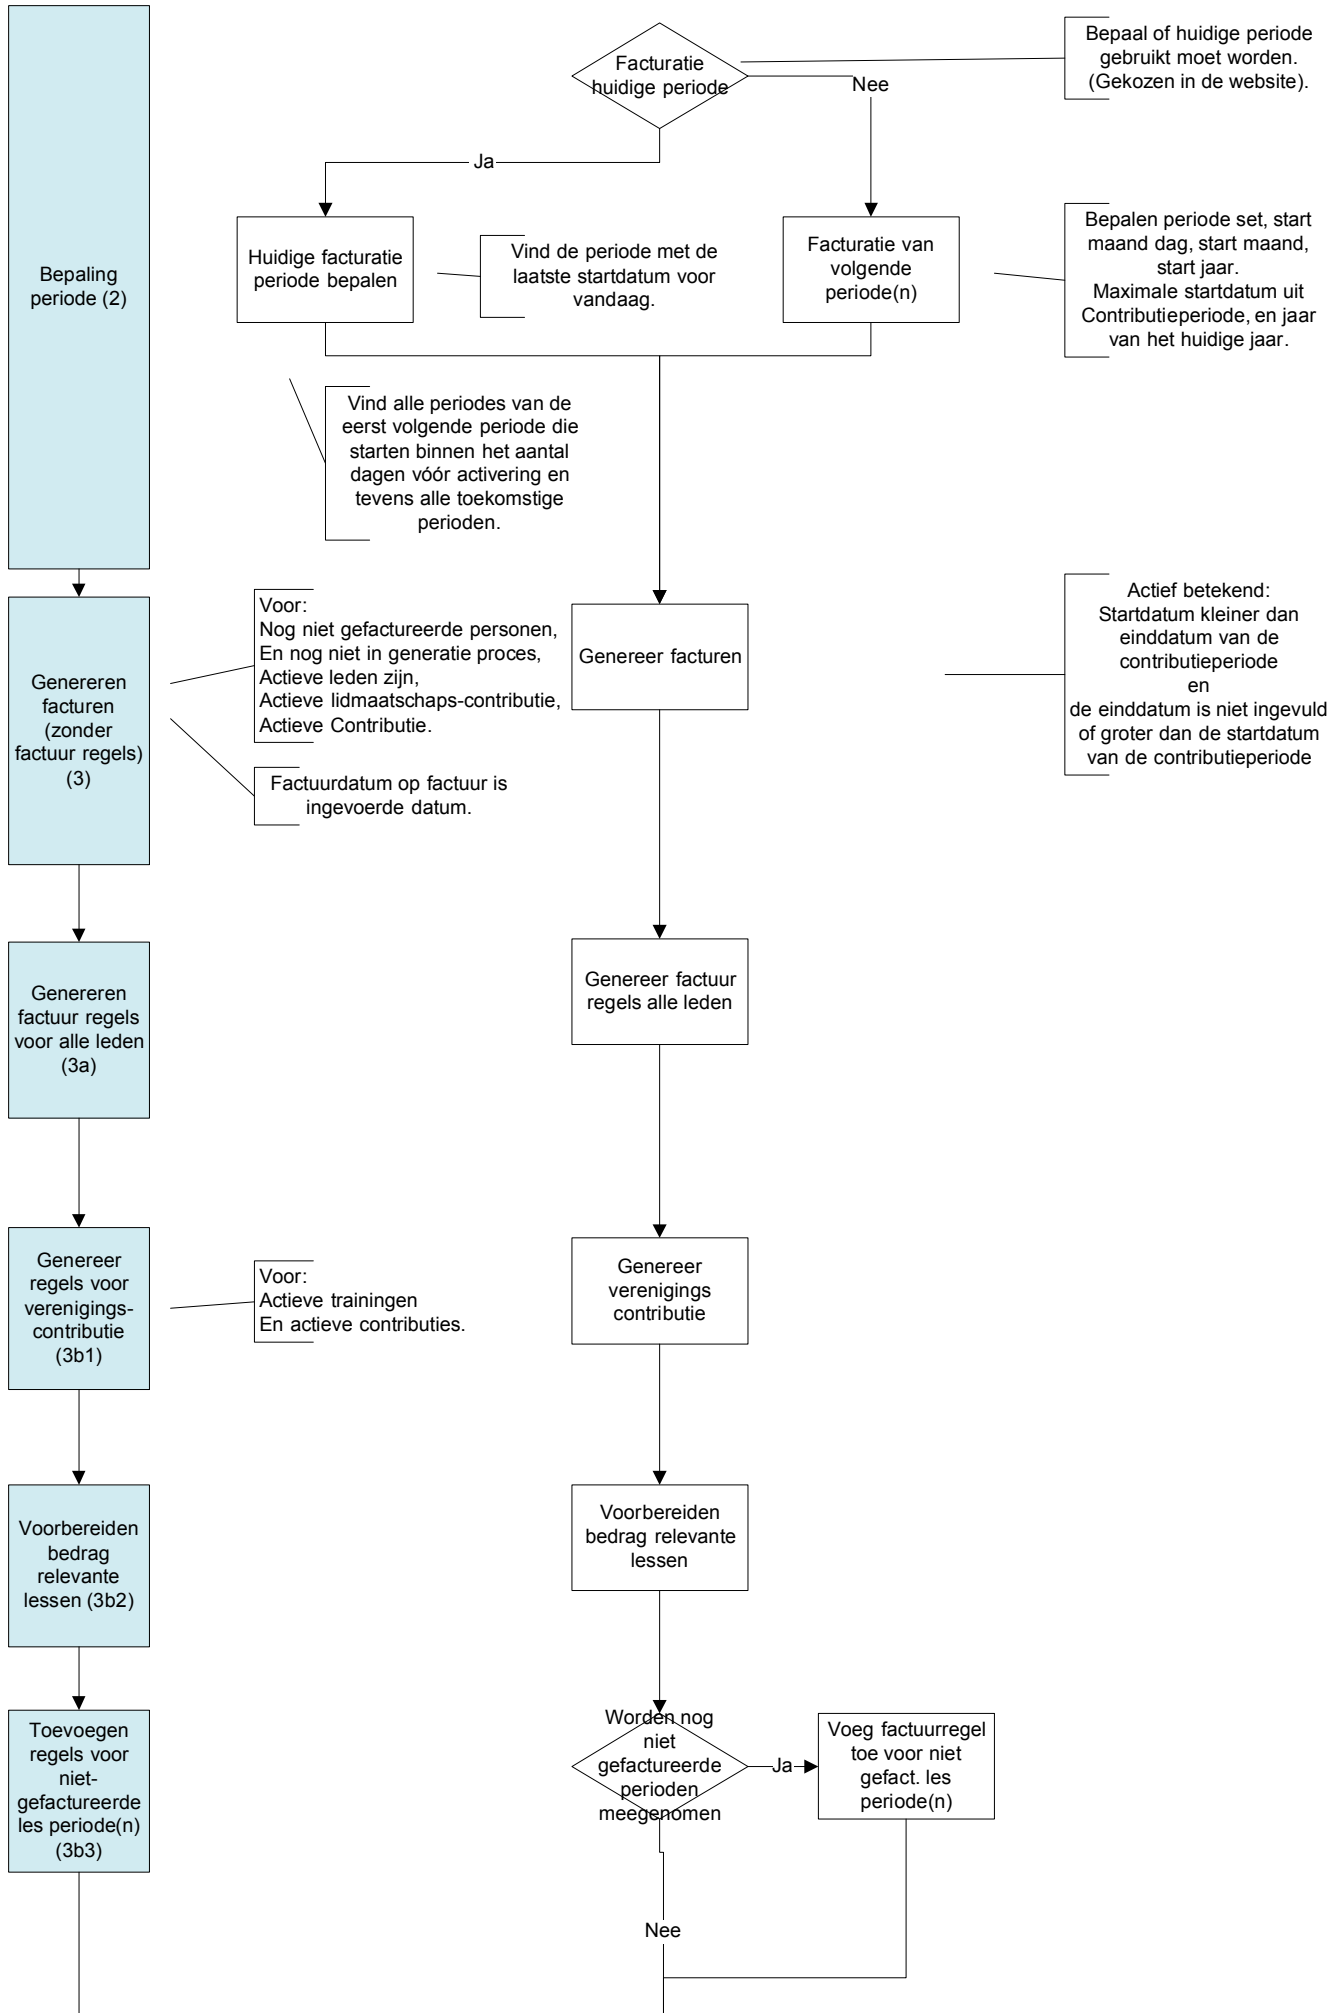 Facturatie
huidige periode
Bepaal of huidige periode
gebruikt moet worden.
(Gekozen in de website).
Nee
Ja
Bepaling
periode (2)
Huidige facturatie
periode bepalen
Vind de periode met de
laatste startdatum voor
vandaag.
Facturatie van
volgende
periode(n)
Bepalen periode set, start
maand dag, start maand,
start jaar.
Maximale startdatum uit
Contributieperiode, en jaar
van het huidige jaar.
Vind alle periodes van de
eerst volgende periode die
starten binnen het aantal
dagen vóór activering en
tevens alle toekomstige
perioden.
Genereren
facturen
(zonder
factuur regels)
(3)
Voor:
Nog niet gefactureerde personen,
En nog niet in generatie proces,
Actieve leden zijn,
Actieve lidmaatschaps-contributie,
Actieve Contributie.
Factuurdatum op factuur is
ingevoerde datum.
Genereer facturen
Actief betekend:
Startdatum kleiner dan
einddatum van de
contributieperiode
en
de einddatum is niet ingevuld
of groter dan de startdatum
van de contributieperiode
Genereren
factuur regels
voor alle leden
(3a)
Genereer factuur
regels alle leden
Genereer
regels voor
verenigings-
contributie
(3b1)
Voor:
Actieve trainingen
En actieve contributies.
Genereer
verenigings
contributie
Voorbereiden
bedrag
relevante
lessen (3b2)
Voorbereiden
bedrag relevante
lessen
Toevoegen
regels voor
niet-
gefactureerde
les periode(n)
(3b3)
Worden nog
niet
gefactureerde
perioden
meegenomen
Ja
Voeg factuurregel
toe voor niet
gefact. les
periode(n)
Nee